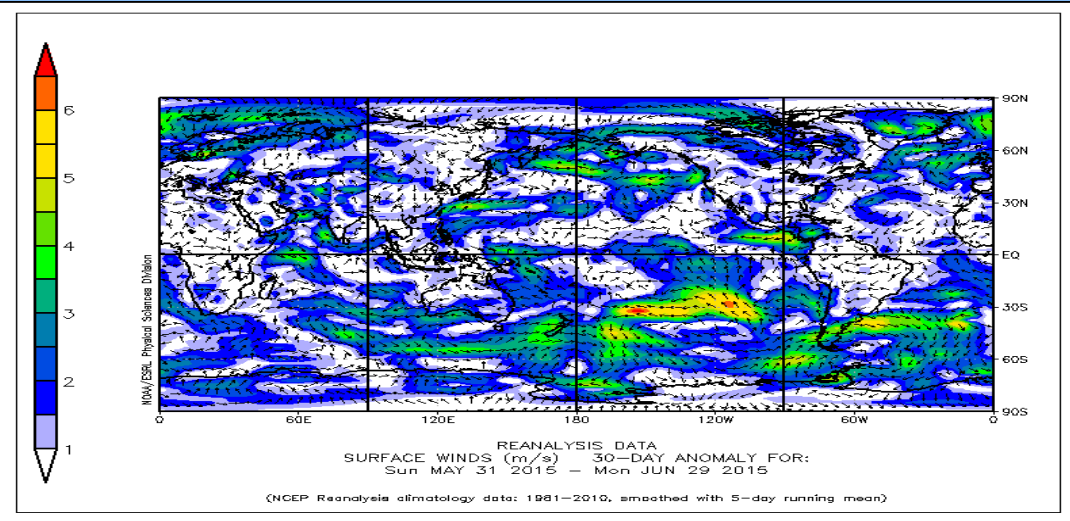 6
5
4
3
2
1
NOAA/ESRL Physical Sciences Division
90N
60N
30N
EQ
30S
60S
90S
0 60E 120E 180 120W 60W 0
REANALYSIS DATA
SURFACE WINDS (m/s) 30-DAY ANOMALY FOR:
Sun MAY 31 2015 - Mon JUN 29 2015
(NCEP Reanalysis climatology data: 1981-2010, smoothed with 5-day running mean)